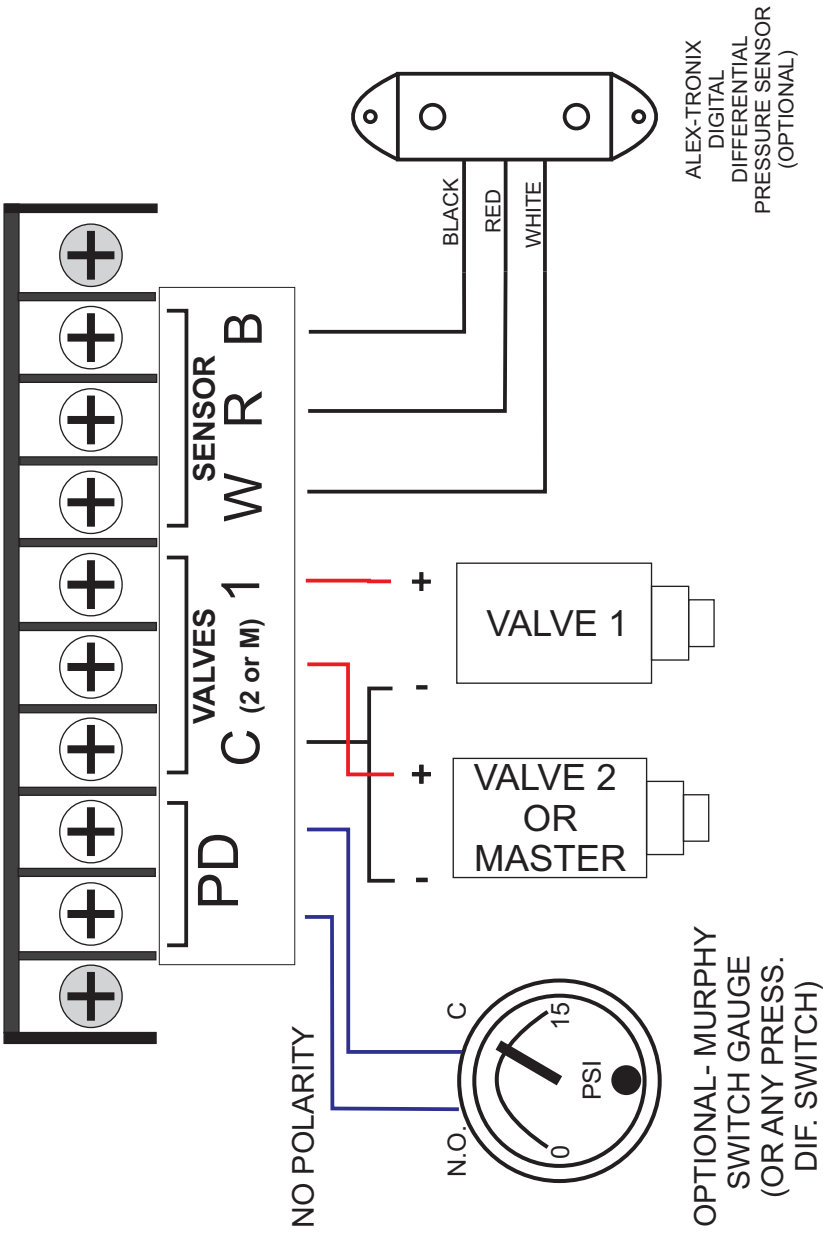 PD
VALVES
C (2 or M) 1
SENSOR
W R B
NO POLARITY
N.O.
C
0
15
PSI
OPTIONAL- MURPHY
SWITCH GAUGE
(OR ANY PRESS.
DIF. SWITCH)
-
+
VALVE 2
OR
MASTER
-
+
VALVE 1
BLACK
RED
WHITE
ALEX-TRONIX
DIGITAL
DIFFERENTIAL
PRESSURE SENSOR
(OPTIONAL)